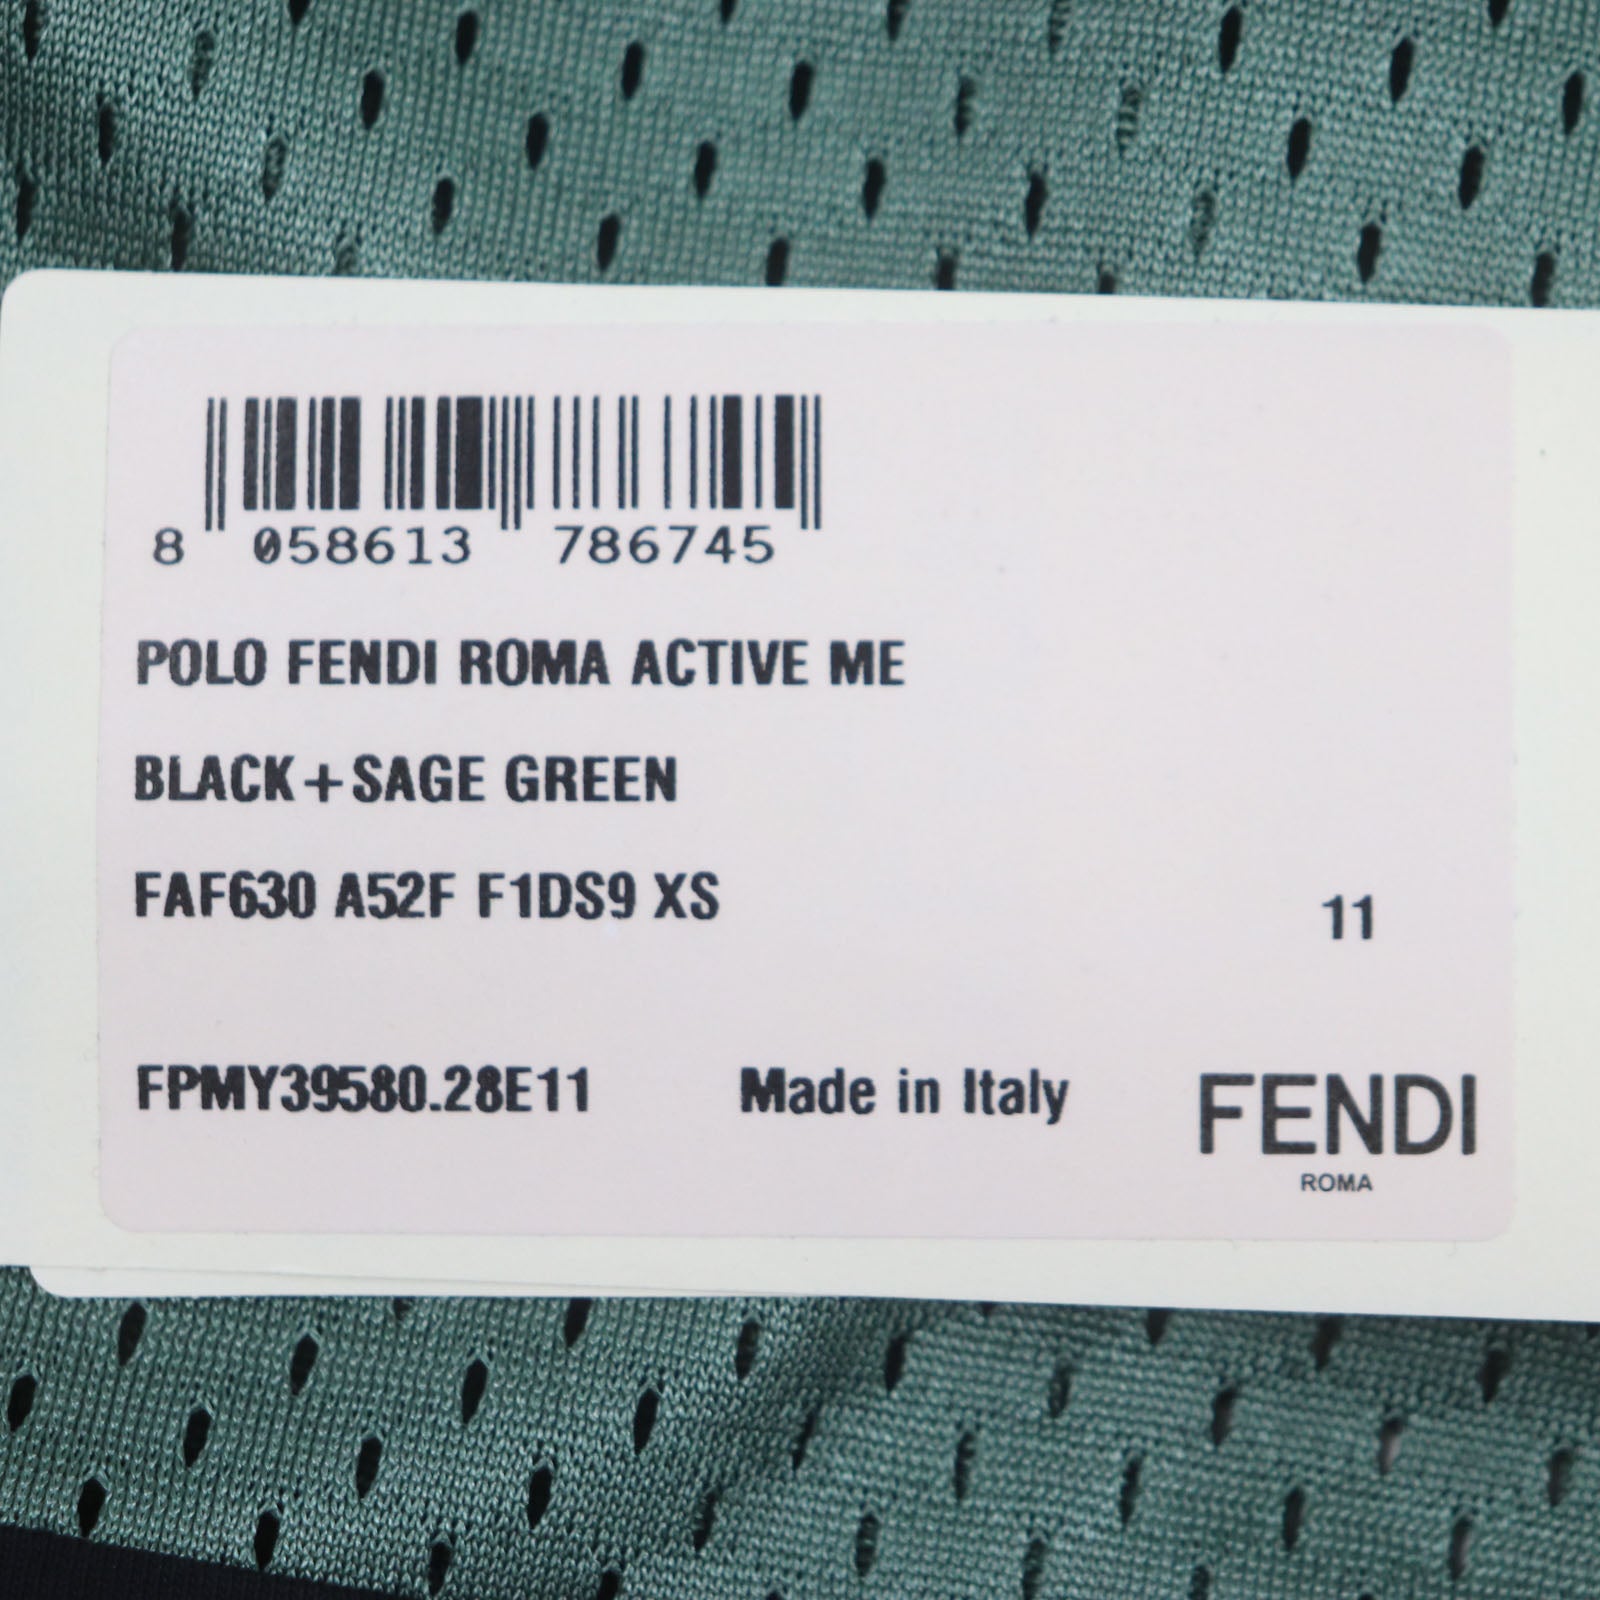 8 058613 786745
POLO FENDI ROMA ACTIVE ME
BLACK+SAGE GREEN
FAF630 A52F F1DS9 XS
11
FPMY39580.28E11 Made in Italy
FENDI
ROMA